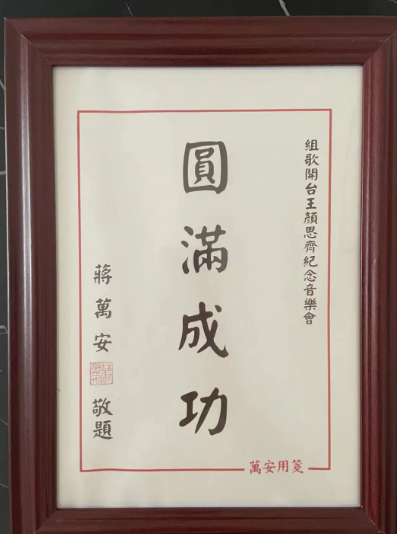 組歌開台王顏思齊紀念音樂會
圓滿成功
蔣萬安 敬題
萬安用箋